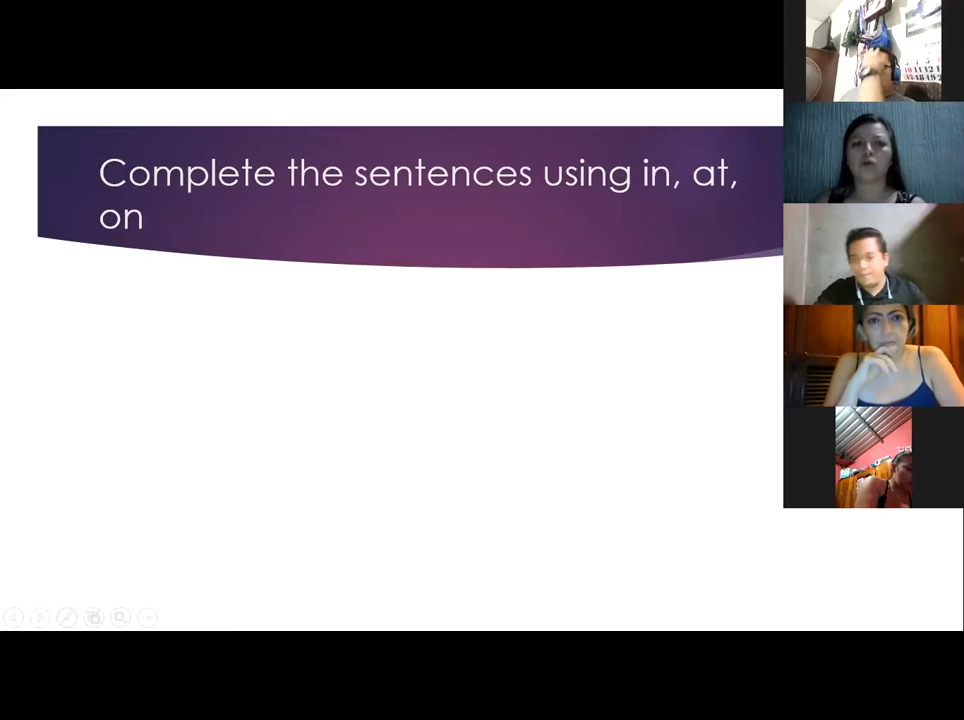 Complete the sentences using in, at,
on